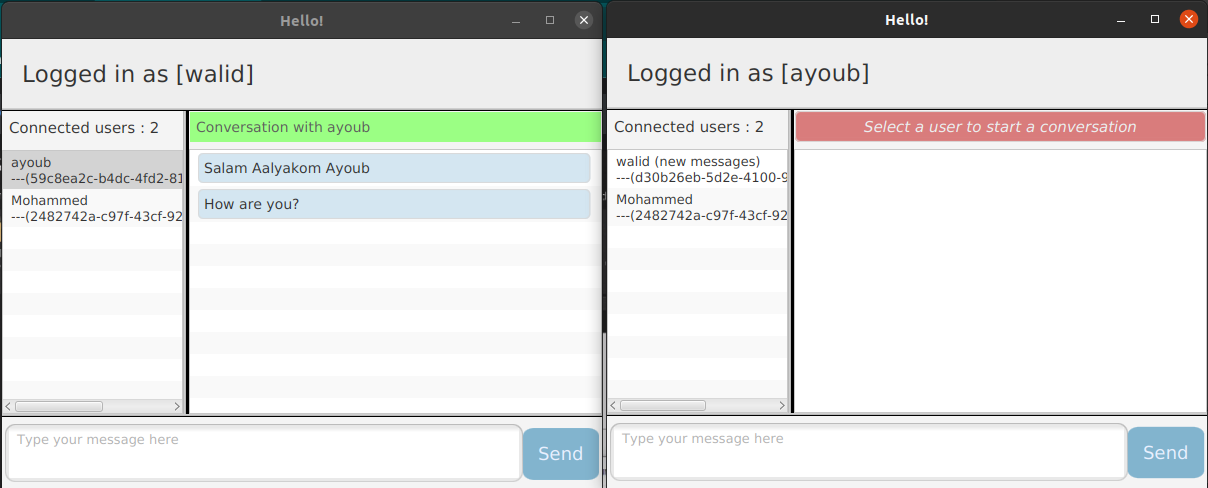 Hello!
Logged in as [walid]
Connected users : 2
ayoub
---(59c8ea2c-b4dc-4fd2-81
Mohammed
---(2482742a-c97f-43cf-92
Conversation with ayoub
Salam Aalyakom Ayoub
How are you?
Type your message here
Send
Hello!
Logged in as [ayoub]
Connected users : 2
walid (new messages)
---(d30b26eb-5d2e-4100-9
Mohammed
---(2482742a-c97f-43cf-92
Select a user to start a conversation
Type your message here
Send